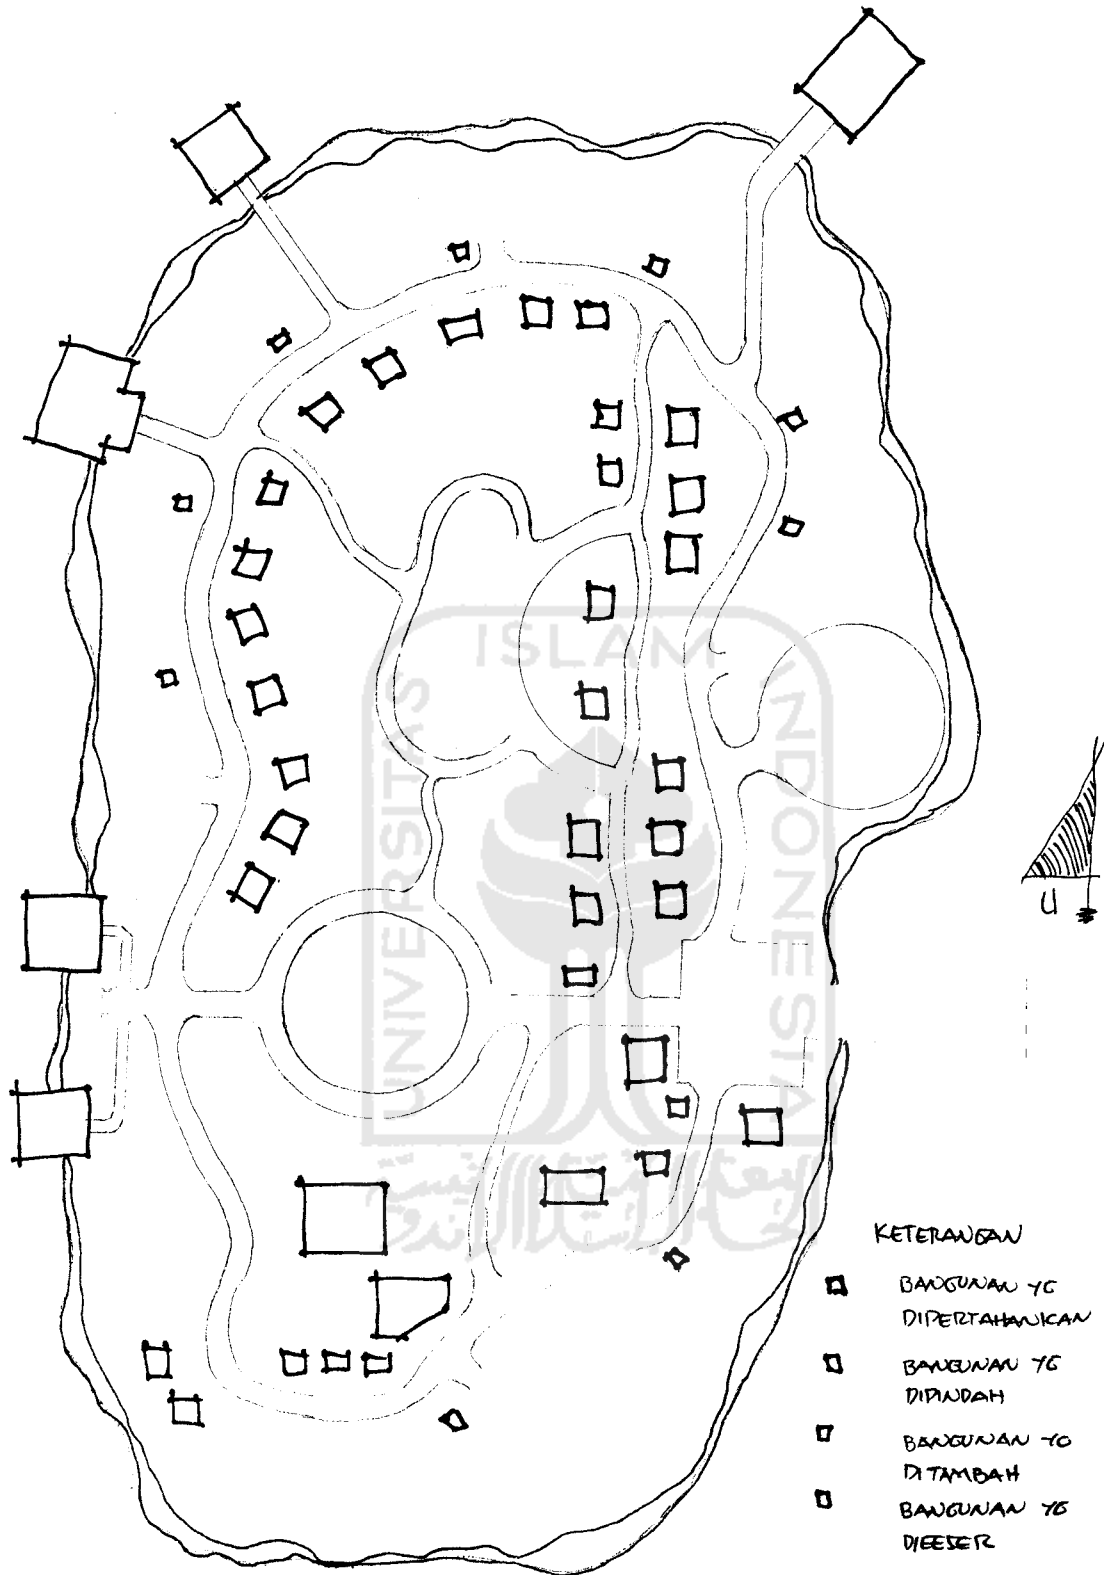 UNIVERSITAS ISLAM INDONESIA
U
KETERANGAN
BANGUNAN YG
DIPERTAHANKAN
BANGUNAN YG
DIPINDAH
BANGUNAN YG
DITAMBAH
BANGUNAN YG
DIGESER